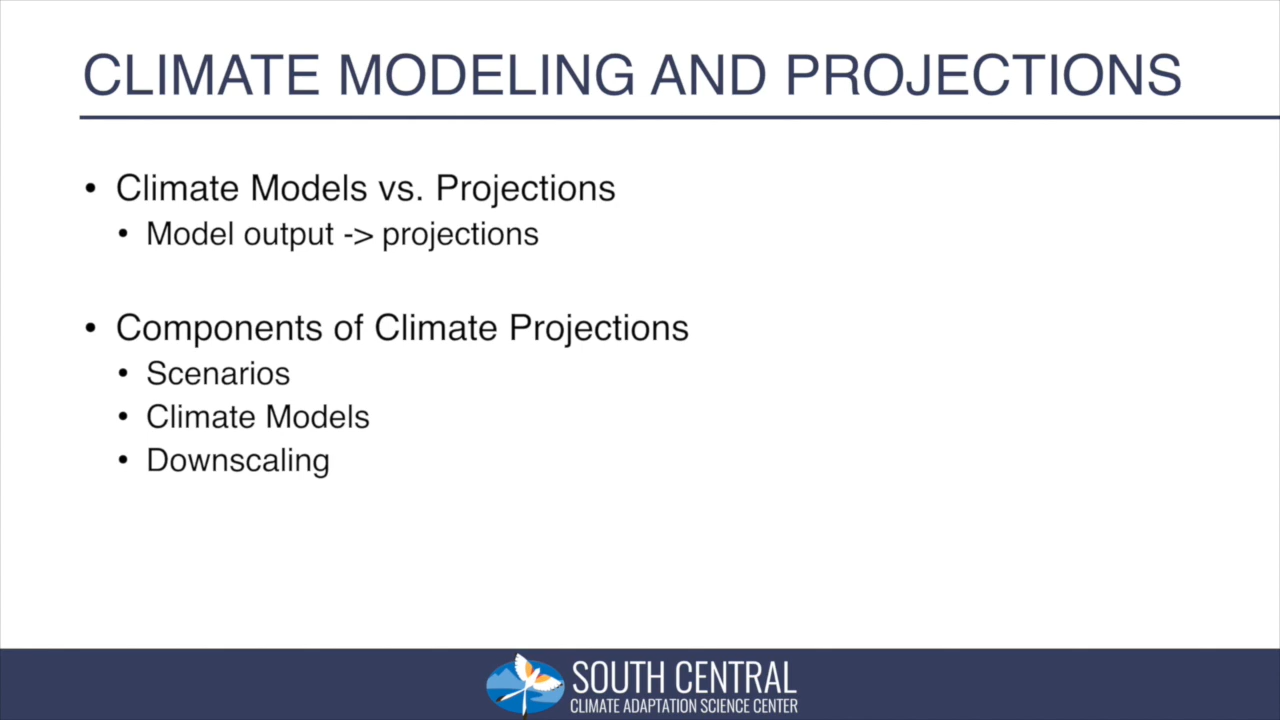 CLIMATE MODELING AND PROJECTIONS
• Climate Models vs. Projections
• Model output -> projections
• Components of Climate Projections
• Scenarios
• Climate Models
• Downscaling
SOUTH CENTRAL
CLIMATE ADAPTATION SCIENCE CENTER